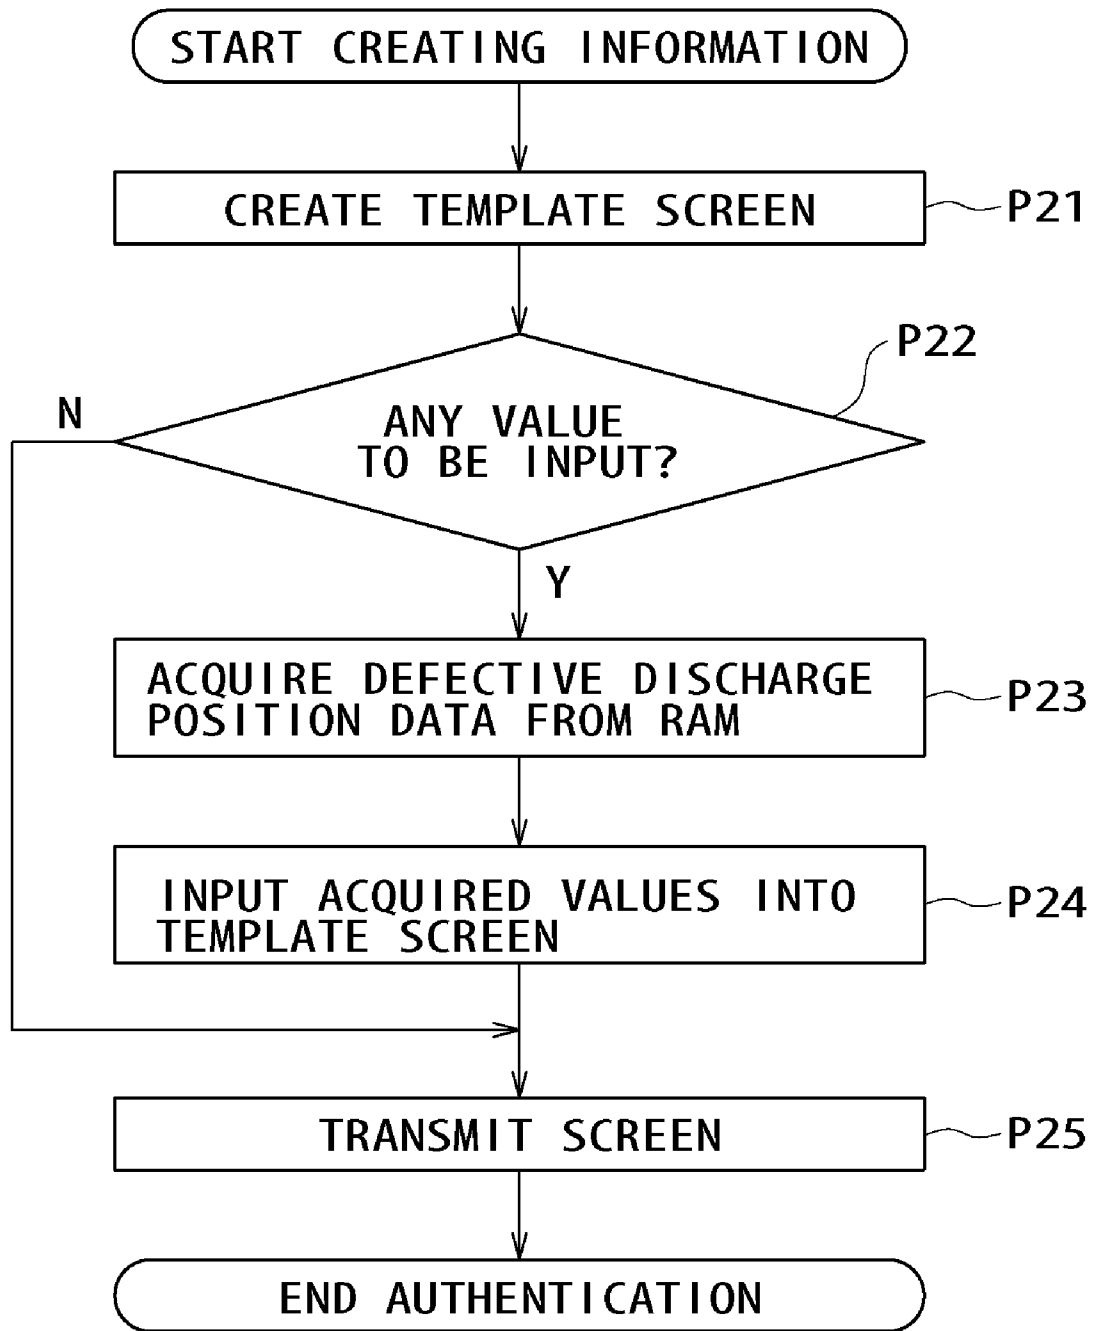 START CREATING INFORMATION
CREATE TEMPLATE SCREEN
P21
P22
N
ANY VALUE
TO BE INPUT?
Y
ACQUIRE DEFECTIVE DISCHARGE
POSITION DATA FROM RAM
P23
INPUT ACQUIRED VALUES INTO
TEMPLATE SCREEN
P24
TRANSMIT SCREEN
P25
END AUTHENTICATION